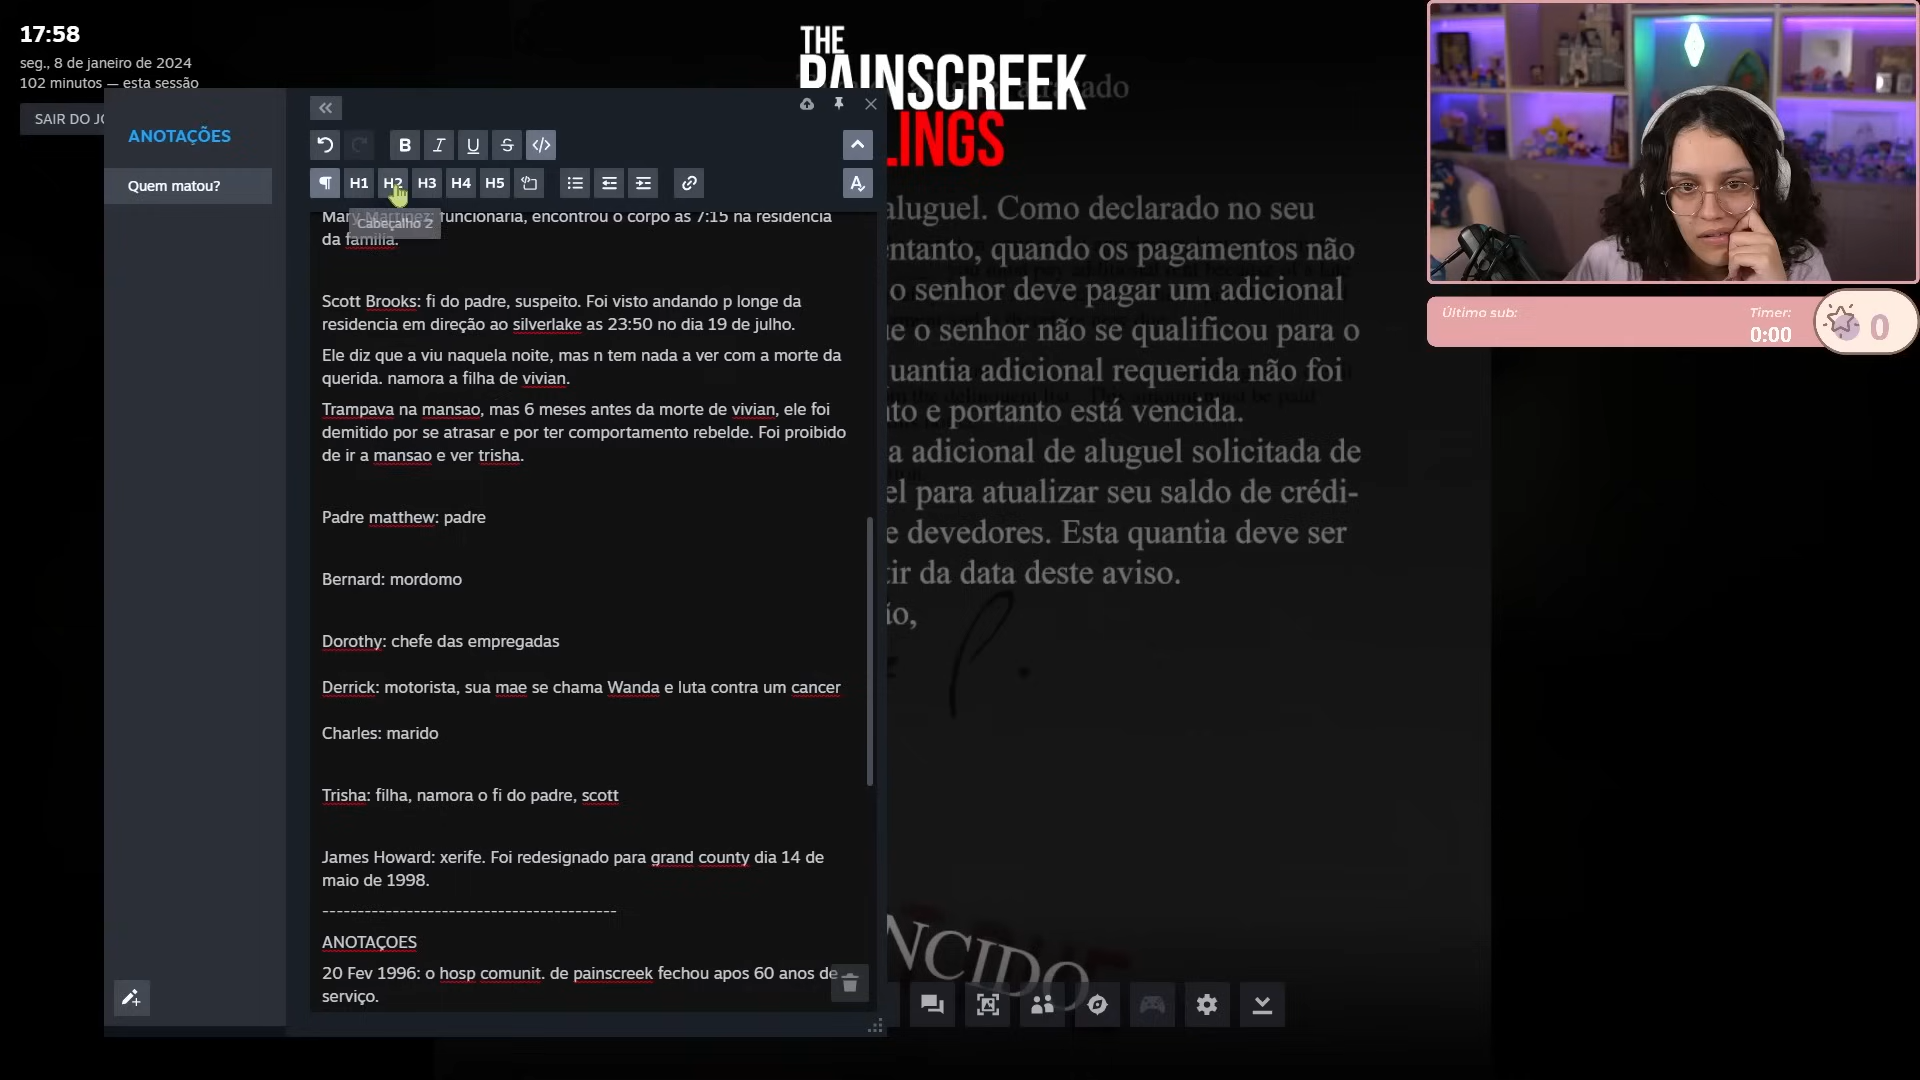 17:58
seg., 8 de janeiro de 2024
102 minutos — esta sessão
SAIR DO JO
THE
PAINSCREEK
LINGS
ado
ANOTAÇÕES
Quem matou?
B I U S </>
¶ H1 H2 H3 H4 H5
Cabeçalho 2
Mary Martinez: funcionaria, encontrou o corpo as 7:15 na residencia
da familia.
Scott Brooks: fi do padre, suspeito. Foi visto andando p longe da
residencia em direção ao silverlake as 23:50 no dia 19 de julho.
Ele diz que a viu naquela noite, mas n tem nada a ver com a morte da
querida. namora a filha de vivian.
Trampava na mansao, mas 6 meses antes da morte de vivian, ele foi
demitido por se atrasar e por ter comportamento rebelde. Foi proibido
de ir a mansao e ver trisha.
Padre matthew: padre
Bernard: mordomo
Dorothy: chefe das empregadas
Derrick: motorista, sua mae se chama Wanda e luta contra um cancer
Charles: marido
Trisha: filha, namora o fi do padre, scott
James Howard: xerife. Foi redesignado para grand county dia 14 de
maio de 1998.
------------------------------------------
ANOTAÇOES
20 Fev 1996: o hosp comunit. de painscreek fechou apos 60 anos de
serviço.
aluguel. Como declarado no seu
ntanto, quando os pagamentos não
o senhor deve pagar um adicional
ue o senhor não se qualificou para o
uantia adicional requerida não foi
to e portanto está vencida.
a adicional de aluguel solicitada de
el para atualizar seu saldo de crédi-
e devedores. Esta quantia deve ser
tir da data deste aviso.
ão,
NCIDO
Último sub:
Timer:
0:00
0